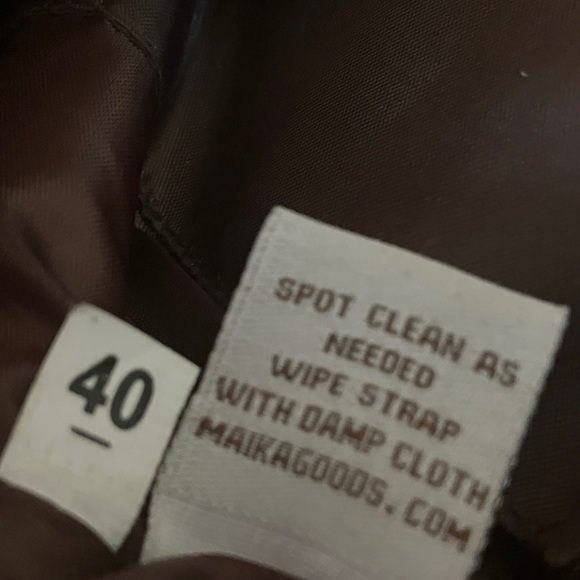 SPOT CLEAN AS
NEEDED
WIPE STRAP
WITH DAMP CLOTH
MAIKAGOODS.COM
40